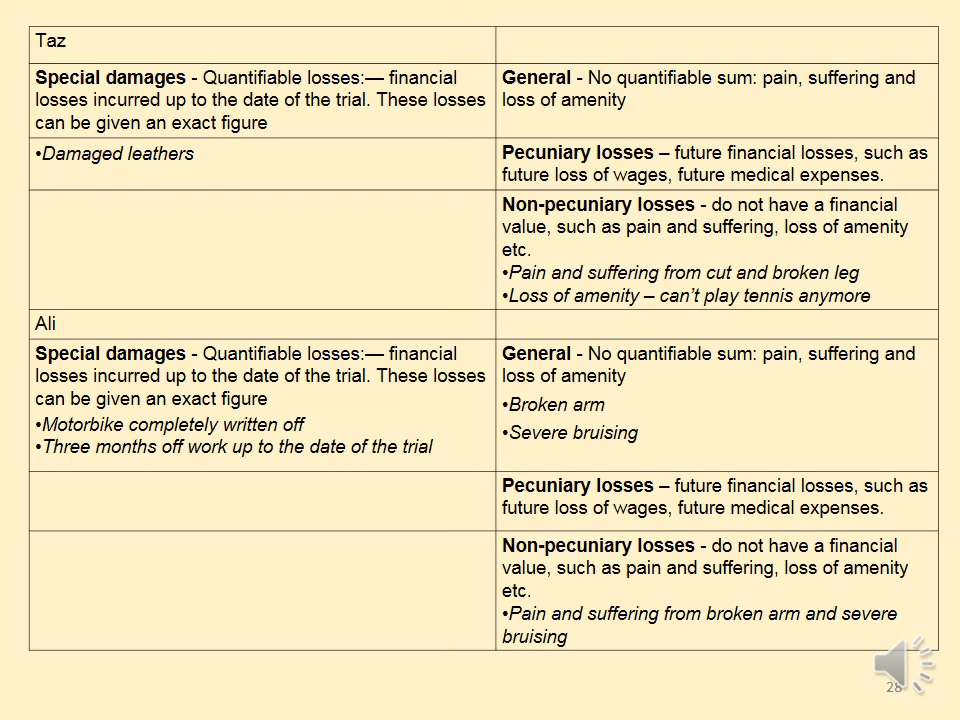 Taz
Special damages - Quantifiable losses:— financial
losses incurred up to the date of the trial. These losses
can be given an exact figure
General - No quantifiable sum: pain, suffering and
loss of amenity
•Damaged leathers
Pecuniary losses – future financial losses, such as
future loss of wages, future medical expenses.
Non-pecuniary losses - do not have a financial
value, such as pain and suffering, loss of amenity
etc.
•Pain and suffering from cut and broken leg
•Loss of amenity – can’t play tennis anymore
Ali
Special damages - Quantifiable losses:— financial
losses incurred up to the date of the trial. These losses
can be given an exact figure
•Motorbike completely written off
•Three months off work up to the date of the trial
General - No quantifiable sum: pain, suffering and
loss of amenity
•Broken arm
•Severe bruising
Pecuniary losses – future financial losses, such as
future loss of wages, future medical expenses.
Non-pecuniary losses - do not have a financial
value, such as pain and suffering, loss of amenity
etc.
•Pain and suffering from broken arm and severe
bruising
28